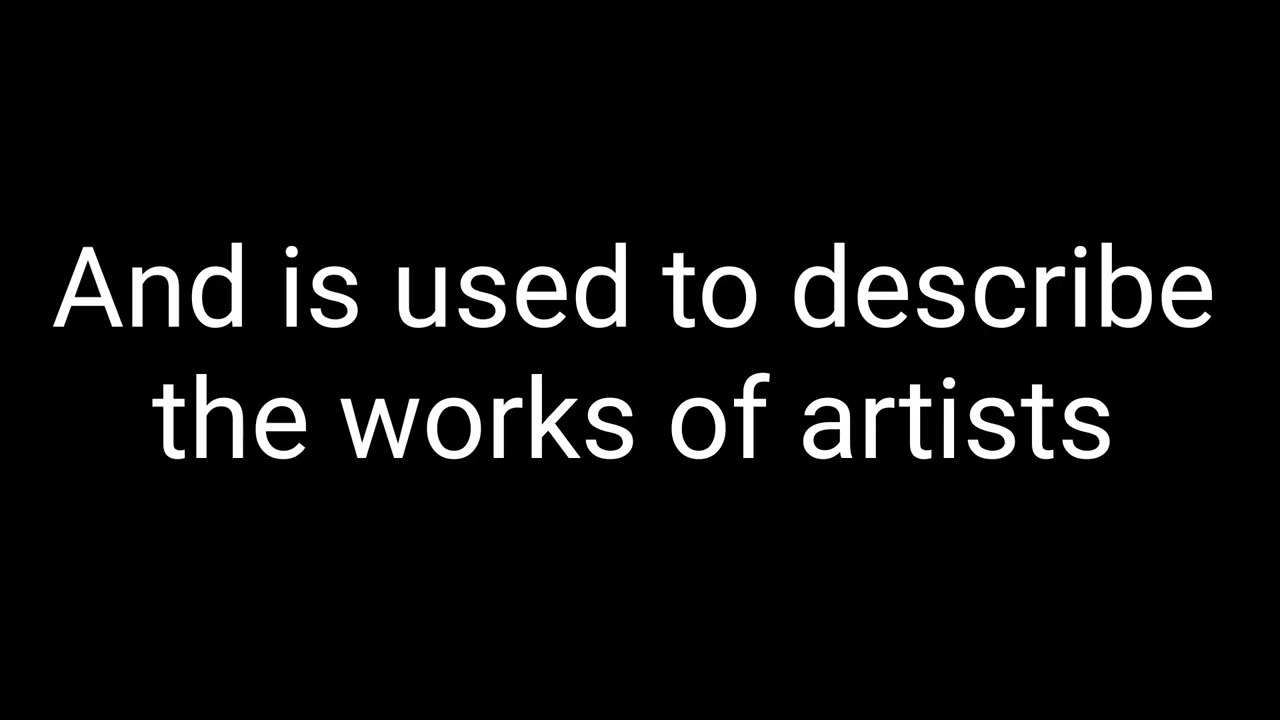 And is used to describe
the works of artists